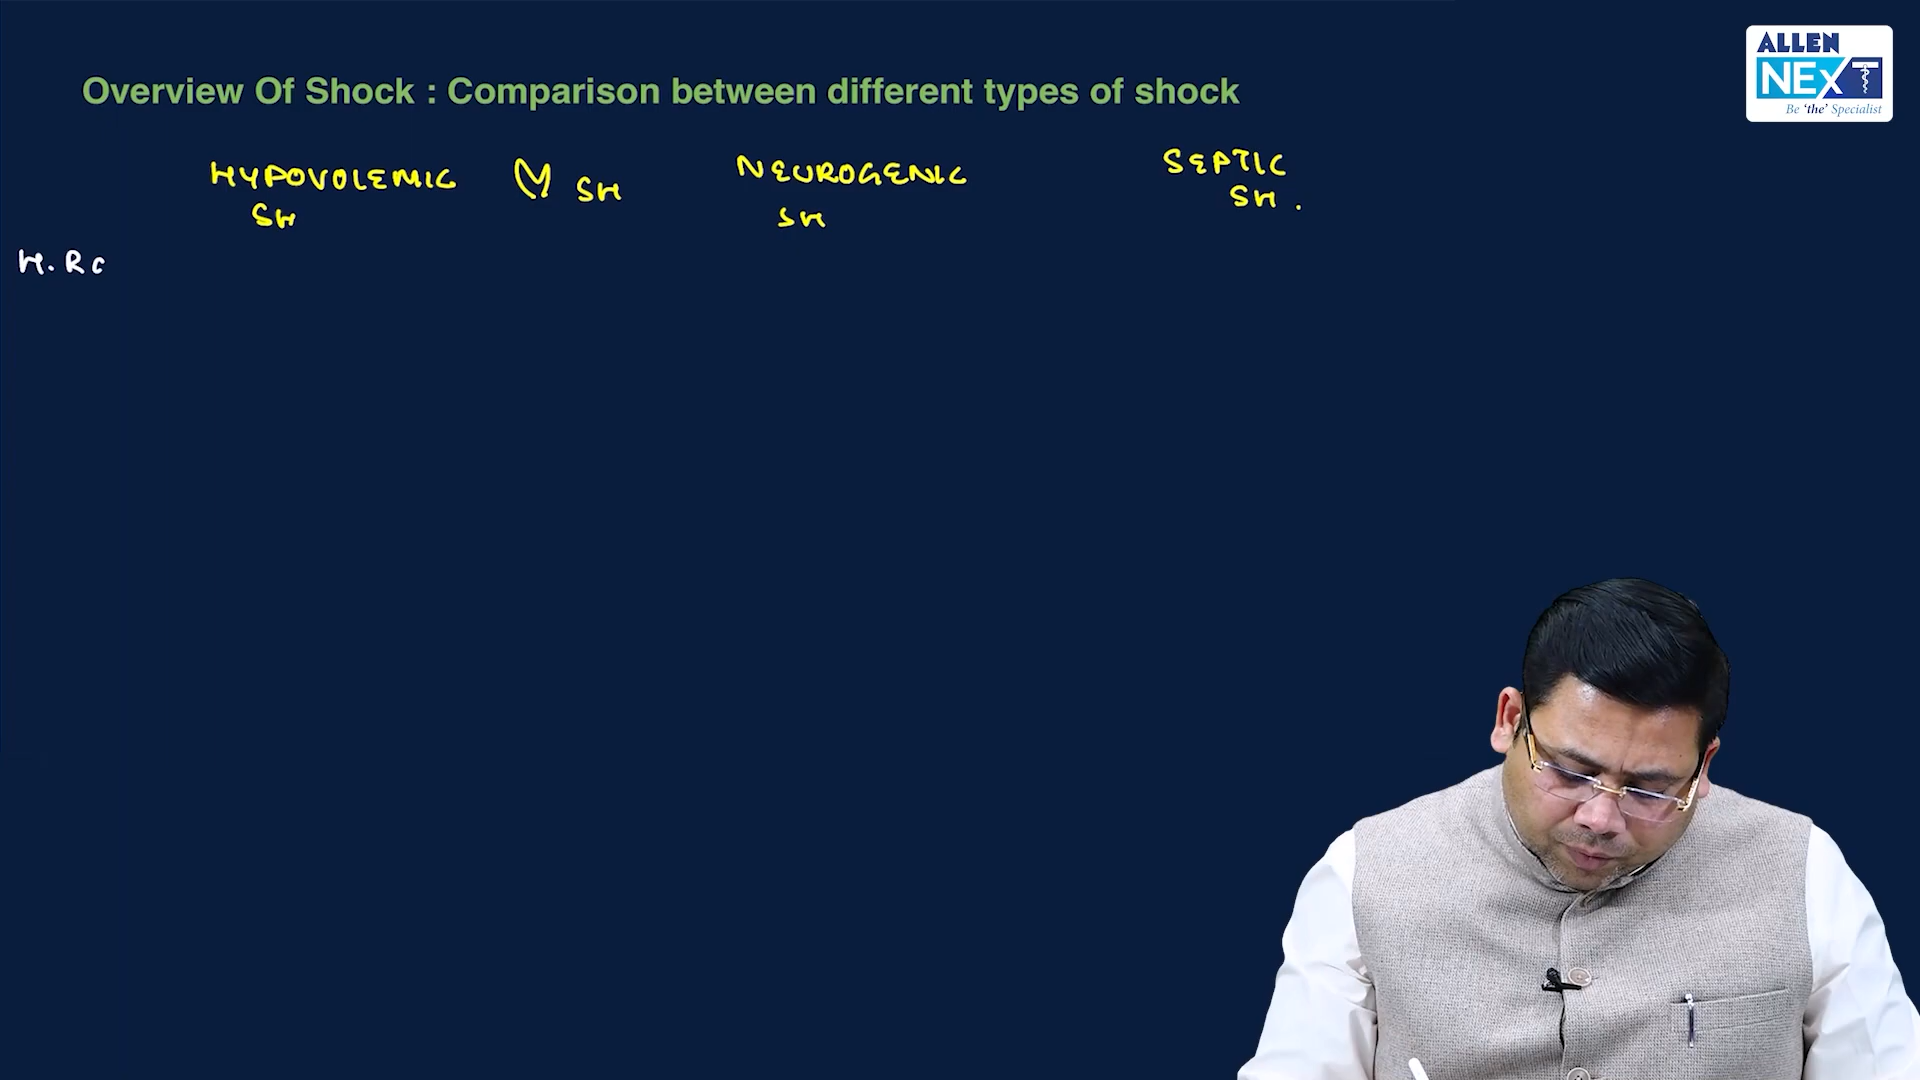 Overview Of Shock : Comparison between different types of shock
ALLEN
NEXT
Be 'the' Specialist
HYPOVOLEMIC SH
SH
NEUROGENIC SH
SEPTIC SH.
H.R